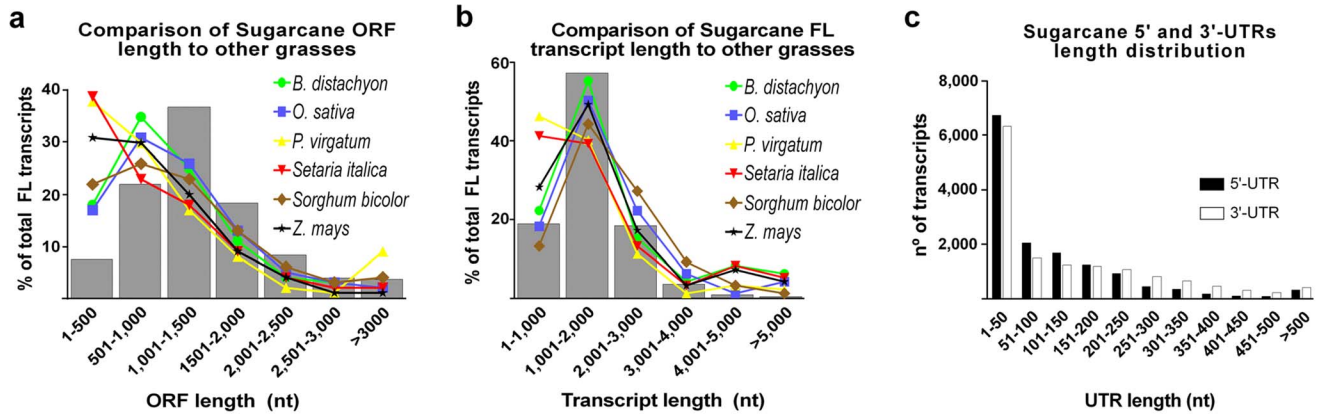 a
Comparison of Sugarcane ORF
length to other grasses
% of total FL transcripts
40
30
20
10
B. distachyon
O. sativa
P. virgatum
Setaria italica
Sorghum bicolor
Z. mays
1-500
501-1,000
1,001-1,500
1501-2,000
2,001-2,500
2,501-3,000
>3000
ORF length (nt)
b
Comparison of Sugarcane FL
transcript length to other grasses
% of total FL transcripts
60
40
20
B. distachyon
O. sativa
P. virgatum
Setaria italica
Sorghum bicolor
Z. mays
1-1,000
1,001-2,000
2,001-3,000
3,001-4,000
4,001-5,000
>5,000
Transcript length (nt)
c
Sugarcane 5' and 3'-UTRs
length distribution
nº of transcripts
8,000
6,000
4,000
2,000
5'-UTR
3'-UTR
1-50
51-100
101-150
151-200
201-250
251-300
301-350
351-400
401-450
451-500
>500
UTR length (nt)